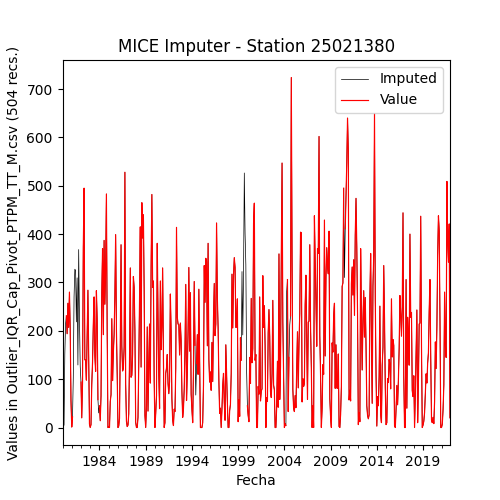 MICE Imputer - Station 25021380
Imputed
Value
Values in Outlier_IQR_Cap_Pivot_PTPM_TT_M.csv (504 recs.)
700
600
500
400
300
200
100
0
1984 1989 1994 1999 2004 2009 2014 2019
Fecha